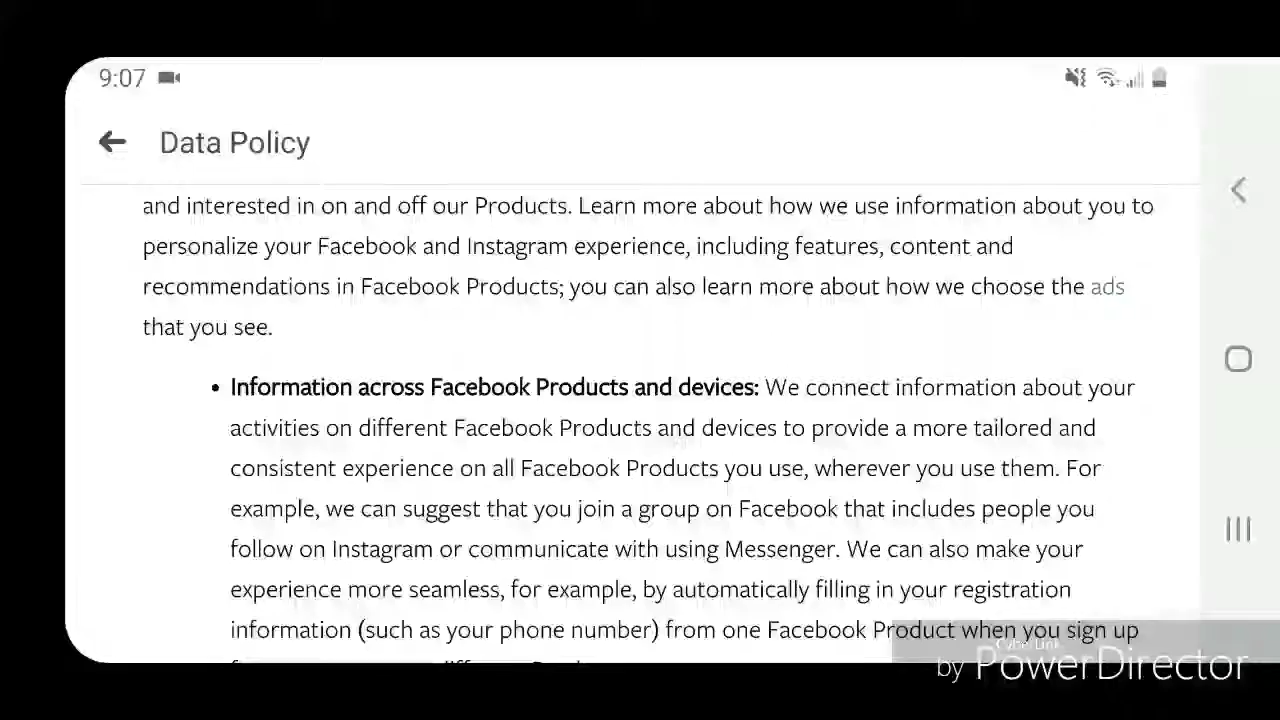 9:07
Data Policy
and interested in on and off our Products. Learn more about how we use information about you to
personalize your Facebook and Instagram experience, including features, content and
recommendations in Facebook Products; you can also learn more about how we choose the ads
that you see.
• Information across Facebook Products and devices: We connect information about your
activities on different Facebook Products and devices to provide a more tailored and
consistent experience on all Facebook Products you use, wherever you use them. For
example, we can suggest that you join a group on Facebook that includes people you
follow on Instagram or communicate with using Messenger. We can also make your
experience more seamless, for example, by automatically filling in your registration
information (such as your phone number) from one Facebook Product when you sign up
CyberLink
by PowerDirector